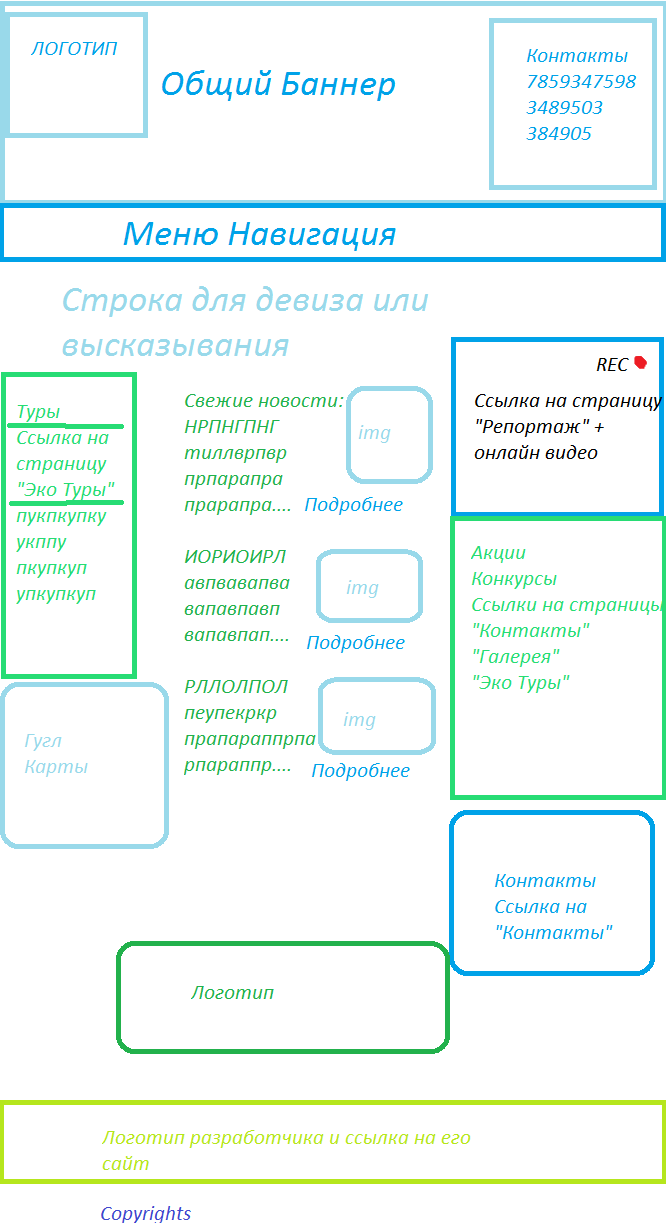 ЛОГОТИП
Общий Баннер
Контакты
7859347598
3489503
384905
Меню Навигация
Строка для девиза или
высказывания
Туры
Ссылка на
страницу
"Эко Туры"
пукпкупку
укппу
пкупкуп
упкупкуп
Гугл
Карты
Свежие новости:
НРПНГПНГ
тиллврпвр
прпарапра
прарапра....
img
Подробнее
ИОРИОИРЛ
авпвавапва
вапавпавп
вапавпап....
img
Подробнее
РЛЛОЛПОЛ
пеупекркр
прапараппрпа
рпараппр....
img
Подробнее
REC
Ссылка на страницу
"Репортаж" +
онлайн видео
Акции
Конкурсы
Ссылки на страницы
"Контакты"
"Галерея"
"Эко Туры"
Контакты
Ссылка на
"Контакты"
Логотип
Логотип разработчика и ссылка на его
сайт
Copyrights